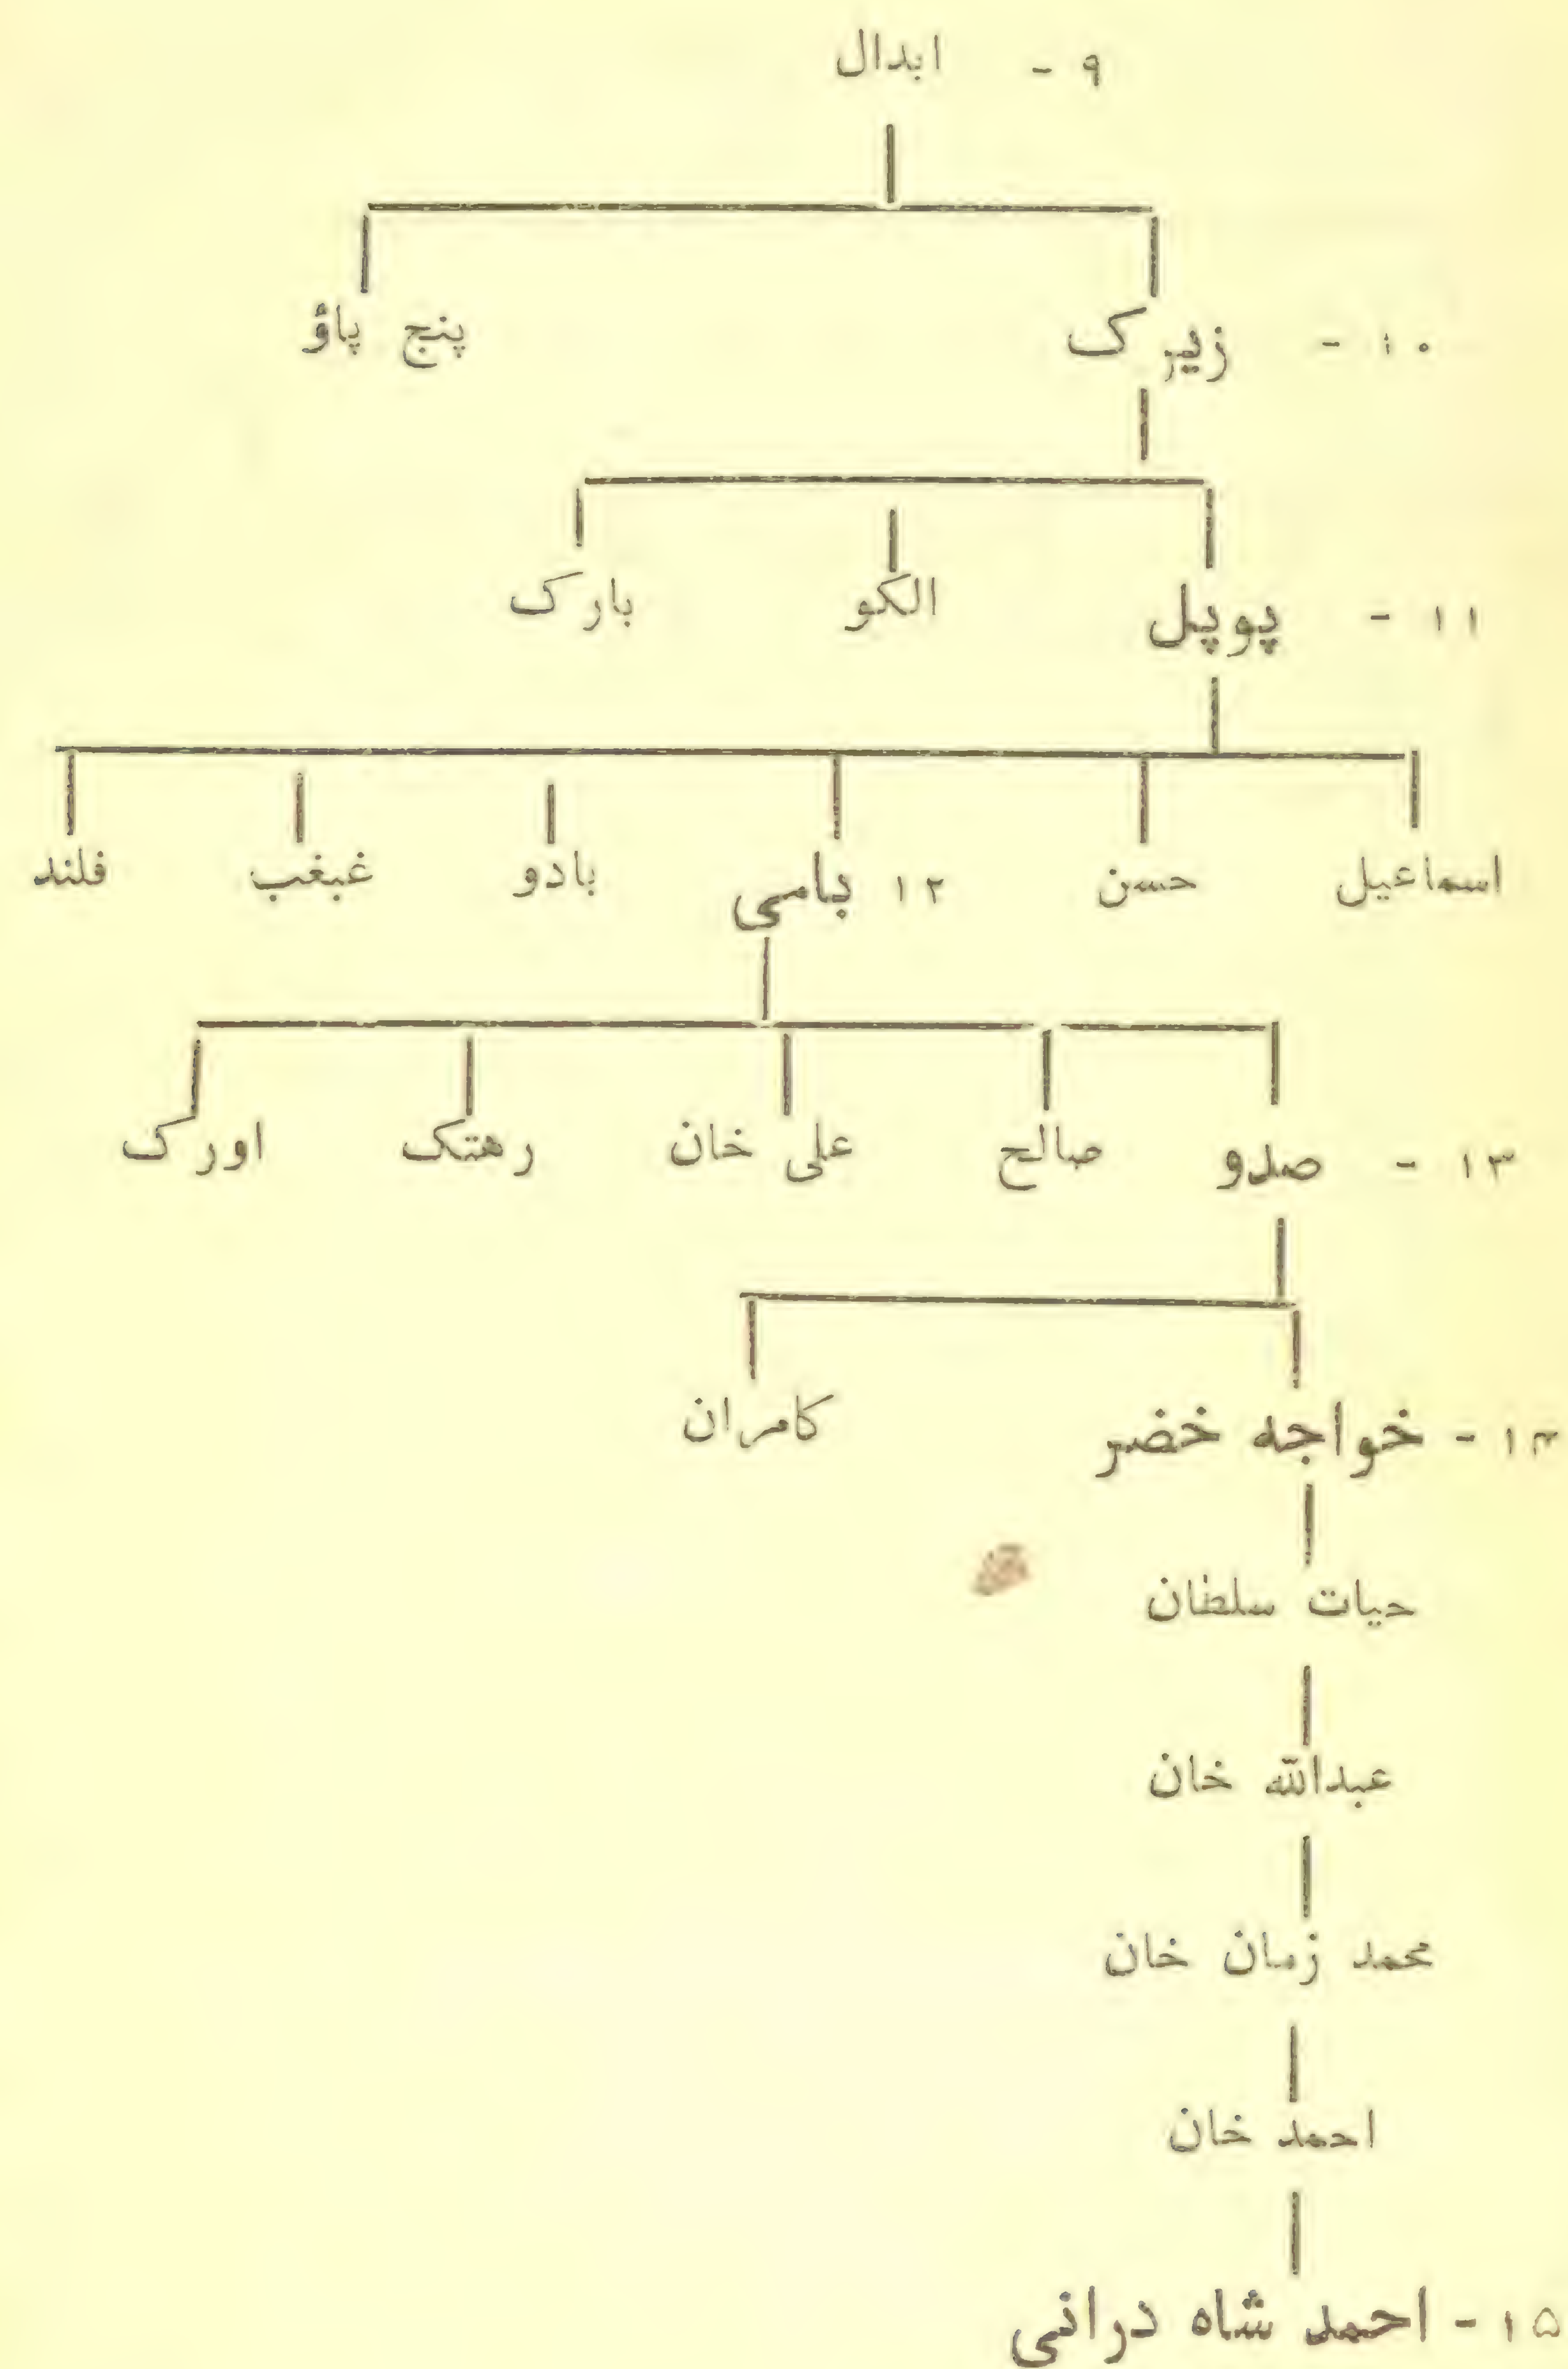 ۹ - ابدال
۱۰ - زیرک پنج پاؤ
۱۱ - پوپل الکو بارک
اسماعیل حسن ۱۲ بامی بادو غبغب فلند
۱۳ - صدو صالح علی خان رهتک اورک
۱۴ - خواجه خضر کامران
حیات سلطان
عبدالله خان
محمد زمان خان
احمد خان
۱۵ - احمد شاه درانی